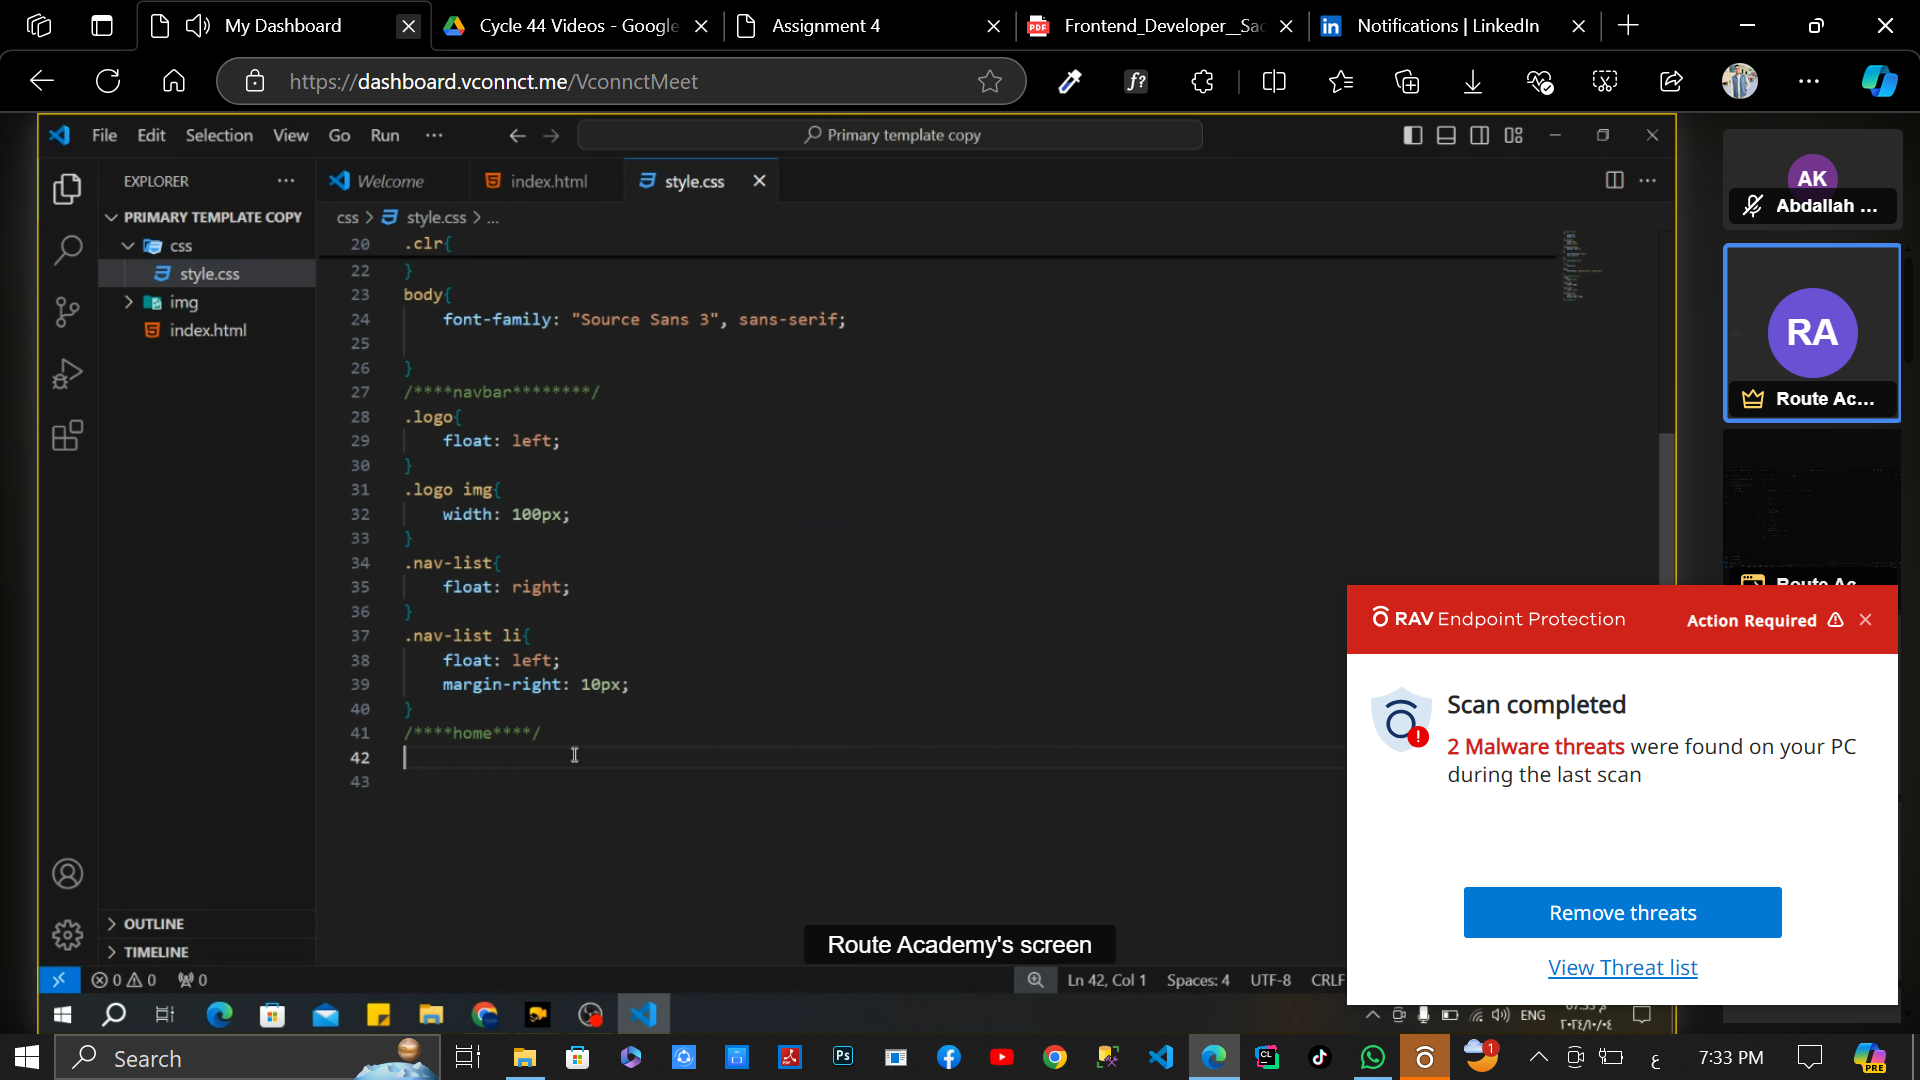 My Dashboard
Cycle 44 Videos - Google
Assignment 4
Frontend_Developer__Sac
Notifications | LinkedIn
https://dashboard.vconnct.me/VconnctMeet
File Edit Selection View Go Run ...
Primary template copy
EXPLORER
Welcome
index.html
style.css
PRIMARY TEMPLATE COPY
css
style.css
img
index.html
css > style.css > ...
20 .clr{
22 }
23 body{
24 font-family: "Source Sans 3", sans-serif;
25
26 }
27 /****navbar********/
28 .logo{
29 float: left;
30 }
31 .logo img{
32 width: 100px;
33 }
34 .nav-list{
35 float: right;
36 }
37 .nav-list li{
38 float: left;
39 margin-right: 10px;
40 }
41 /****home****/
42
43
OUTLINE
TIMELINE
0 0 0
Ln 42, Col 1 Spaces: 4 UTF-8 CRLF
Route Academy's screen
AK
Abdallah ...
RA
Route Ac...
RAV Endpoint Protection
Action Required
Scan completed
2 Malware threats were found on your PC
during the last scan
Remove threats
View Threat list
ENG
Search
Ps
CL
1
ع
7:33 PM
PRE